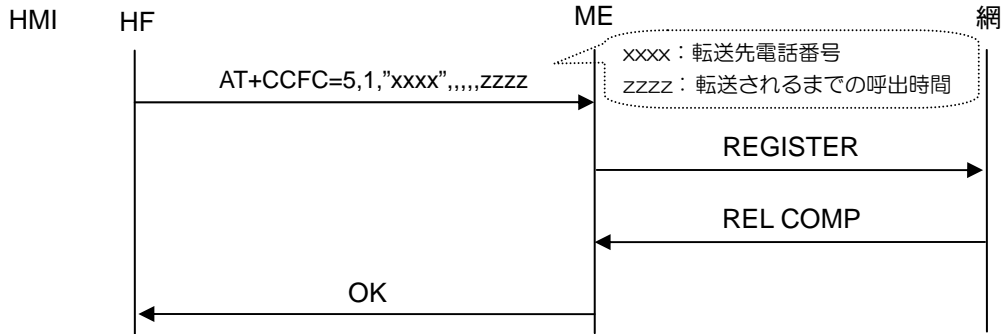 HMI HF ME 網
xxxx：転送先電話番号
AT+CCFC=5,1,"xxxx”,,,,,zzzz
zzzz：転送されるまでの呼出時間
REGISTER
REL COMP
OK